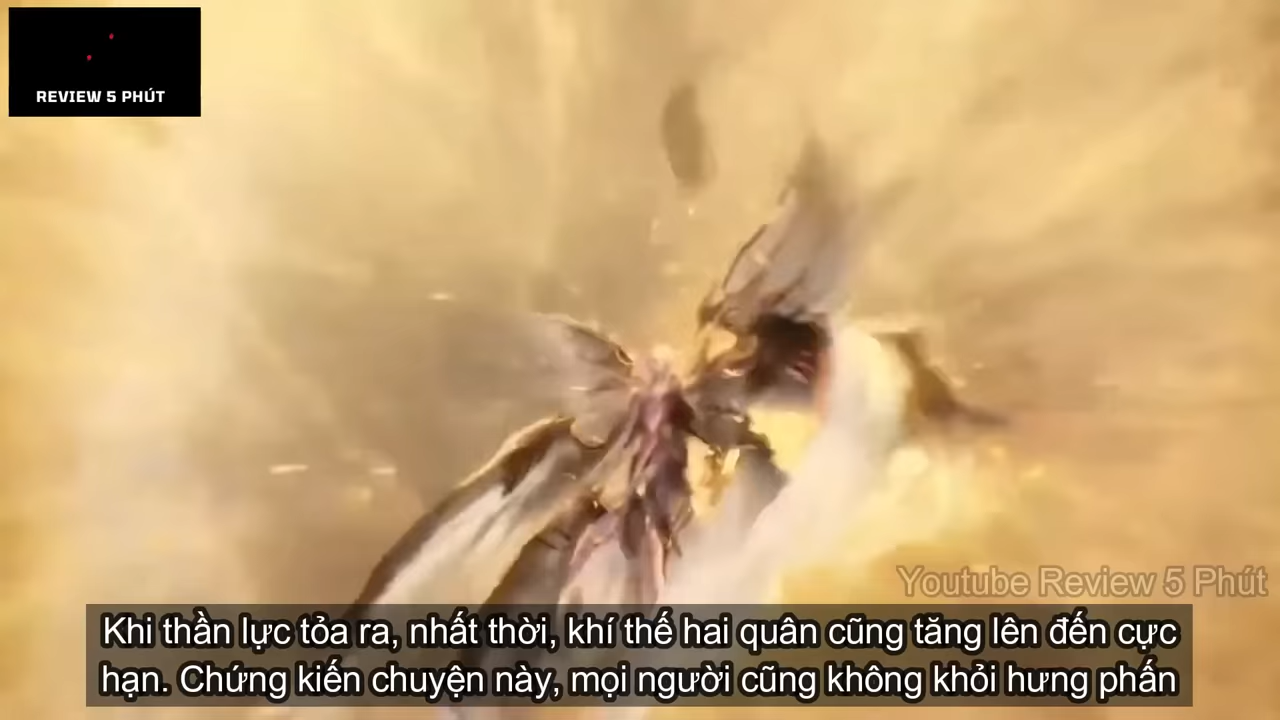 REVIEW 5 PHÚT
Youtube Review 5 Phút
Khi thần lực tỏa ra, nhất thời, khí thế hai quân cũng tăng lên đến cực
hạn. Chứng kiến chuyện này, mọi người cũng không khỏi hưng phấn